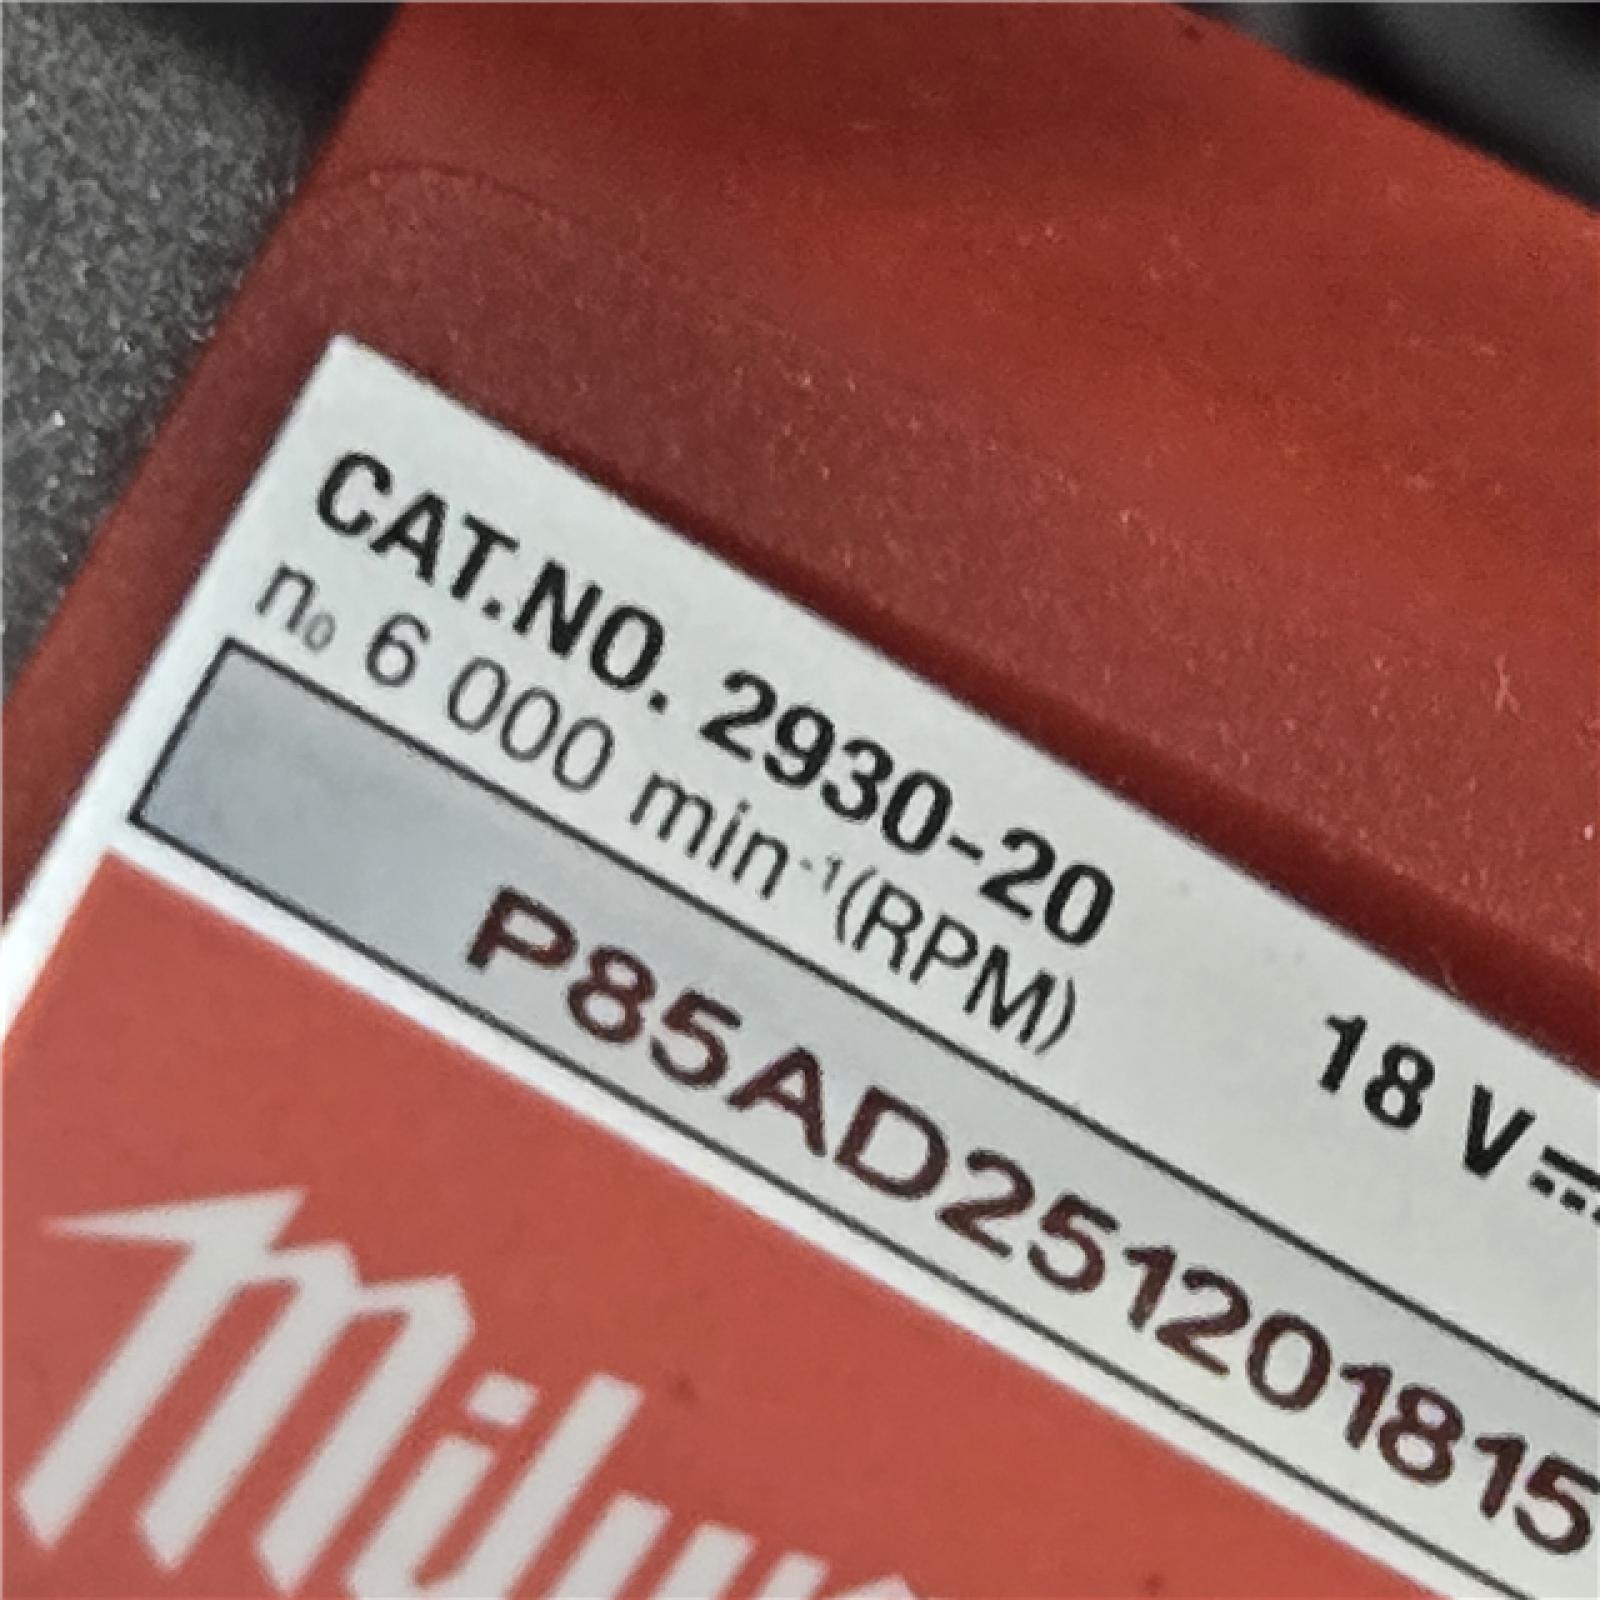 CAT.NO. 2930-20 18 V⎓
n₀ 6 000 min⁻¹(RPM)
P85AD251201815